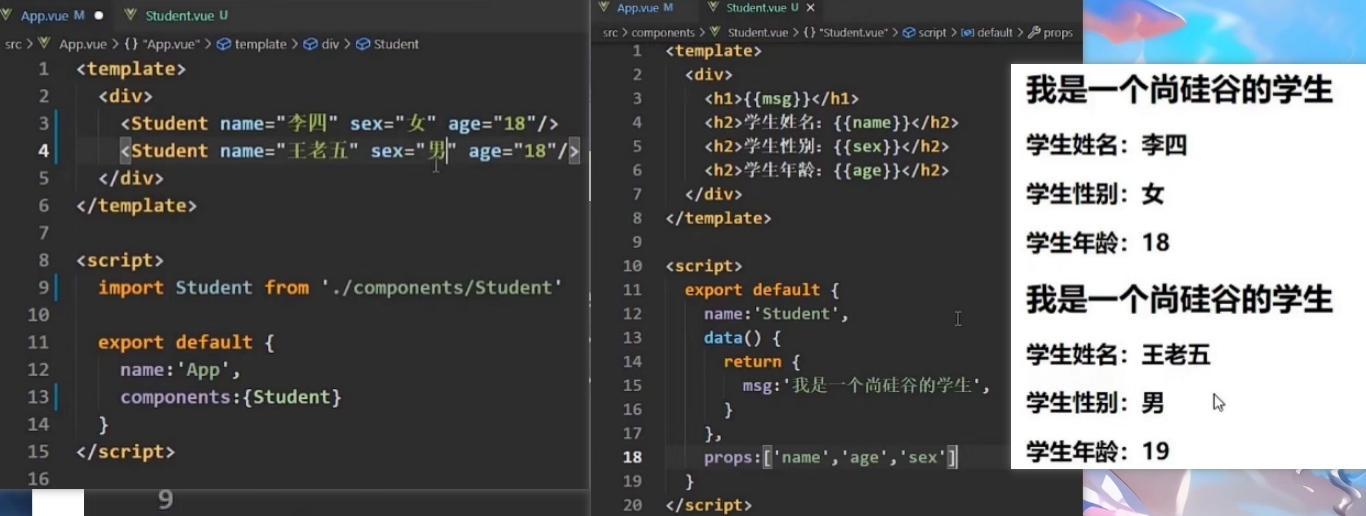 App.vue M
Student.vue U
src > App.vue > {} "App.vue" > template > div > Student
1 <template>
2 <div>
3 <Student name="李四" sex="女" age="18"/>
4 <Student name="王老五" sex="男" age="18"/>
5 </div>
6 </template>
7
8 <script>
9 import Student from './components/Student'
10
11 export default {
12 name:'App',
13 components:{Student}
14 }
15 </script>
16
9
App.vue M
Student.vue U
src > components > Student.vue > {} "Student.vue" > script > default > props
1 <template>
2 <div>
3 <h1>{{msg}}</h1>
4 <h2>学生姓名：{{name}}</h2>
5 <h2>学生性别：{{sex}}</h2>
6 <h2>学生年龄：{{age}}</h2>
7 </div>
8 </template>
9
10 <script>
11 export default {
12 name:'Student',
13 data() {
14 return {
15 msg:'我是一个尚硅谷的学生',
16 }
17 },
18 props:['name','age','sex']
19 }
20 </script>
我是一个尚硅谷的学生
学生姓名：李四
学生性别：女
学生年龄：18
我是一个尚硅谷的学生
学生姓名：王老五
学生性别：男
学生年龄：19